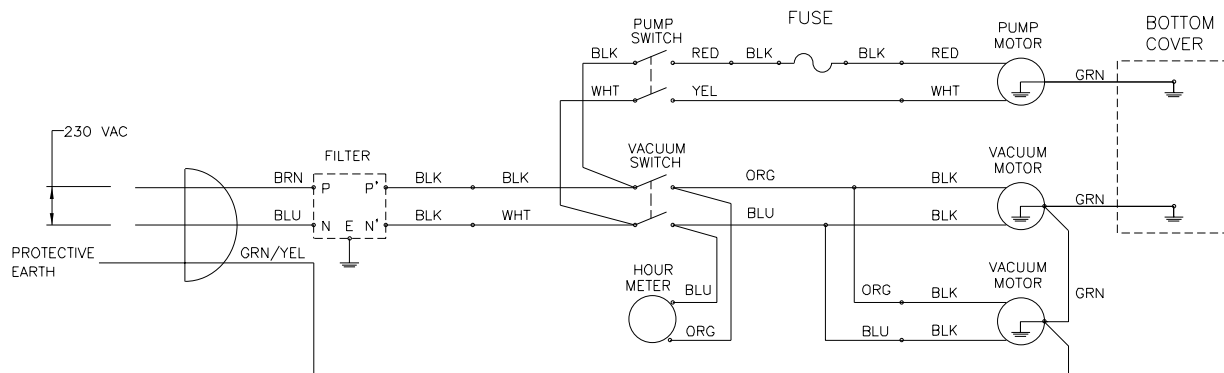 PUMP
SWITCH
FUSE
PUMP
MOTOR
BOTTOM
COVER
BLK
RED
BLK
BLK
RED
GRN
WHT
YEL
WHT
230 VAC
FILTER
VACUUM
SWITCH
VACUUM
MOTOR
BRN
P P'
BLK
BLK
ORG
BLK
GRN
BLU
N E N'
BLK
WHT
BLU
BLK
PROTECTIVE
EARTH
GRN/YEL
HOUR
METER
BLU
ORG
VACUUM
MOTOR
ORG
BLK
GRN
BLU
BLK